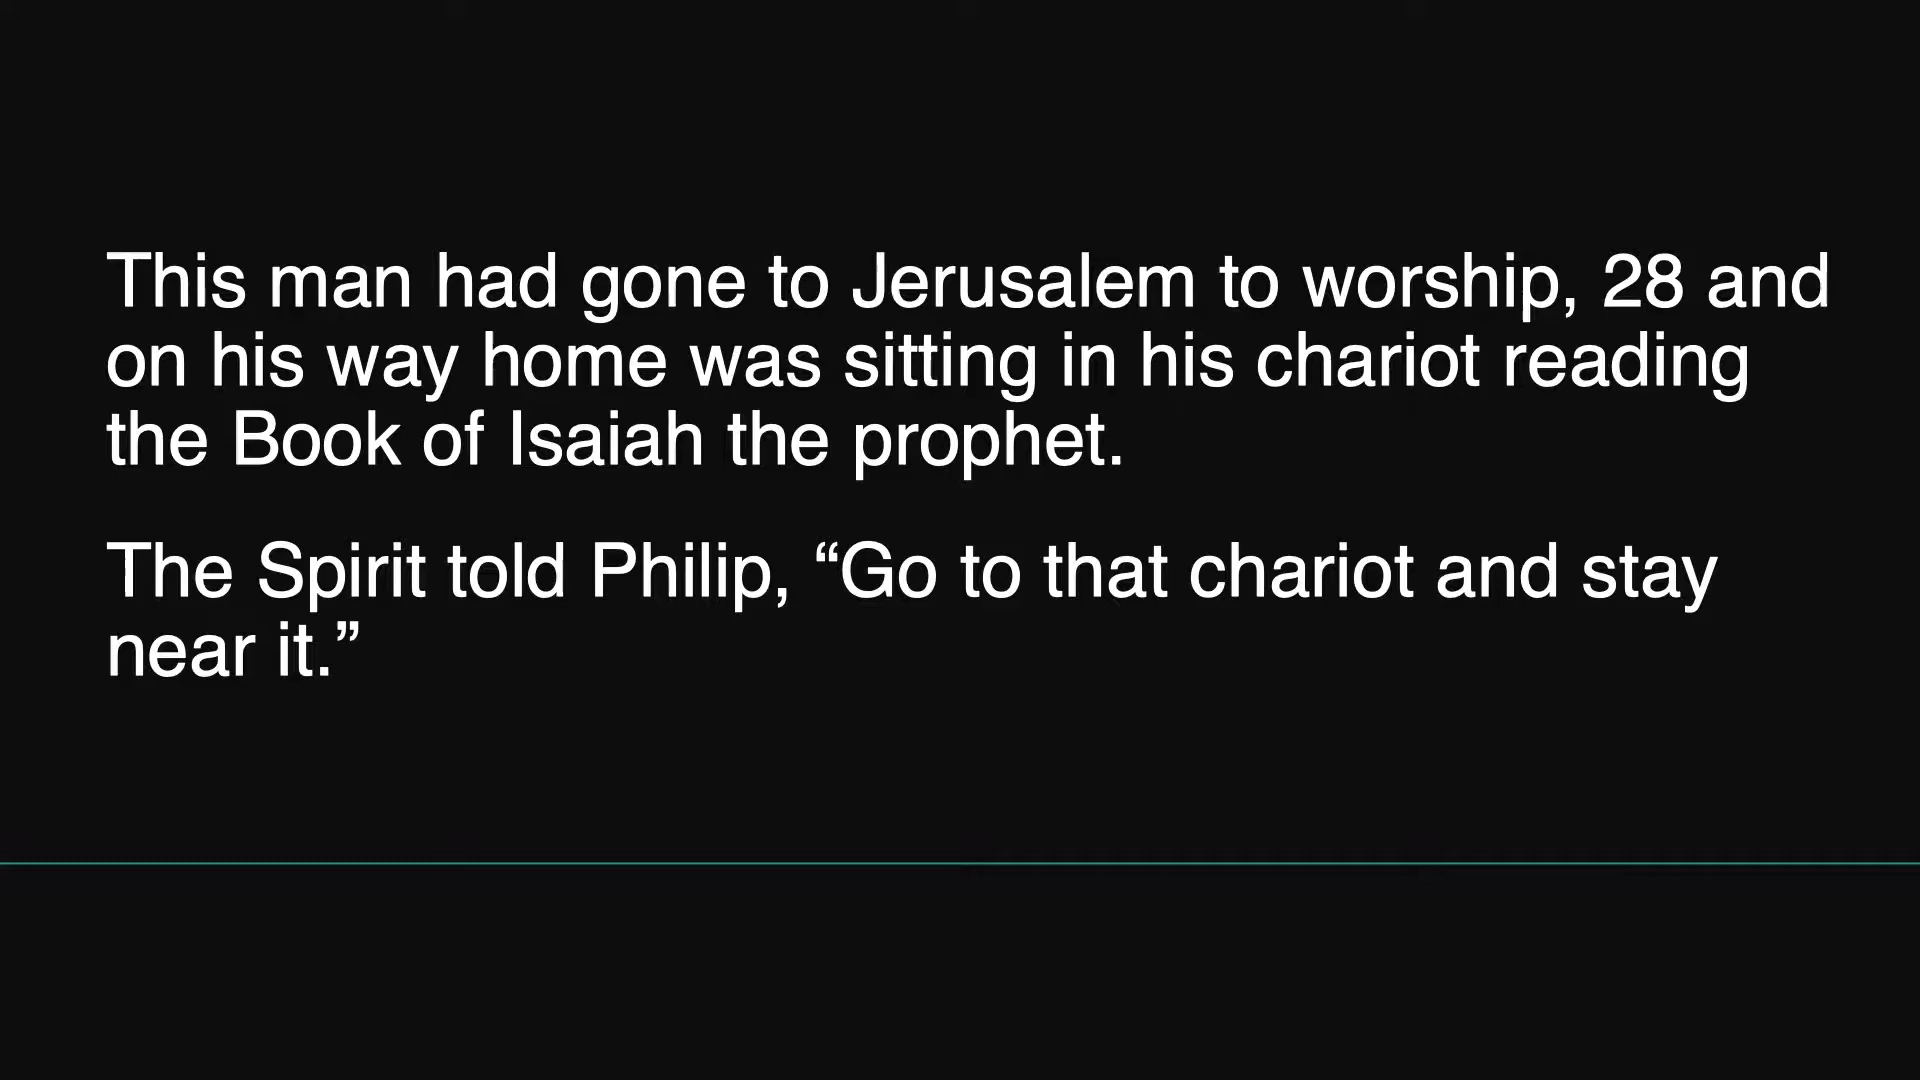 This man had gone to Jerusalem to worship, 28 and
on his way home was sitting in his chariot reading
the Book of Isaiah the prophet.
The Spirit told Philip, “Go to that chariot and stay
near it.”